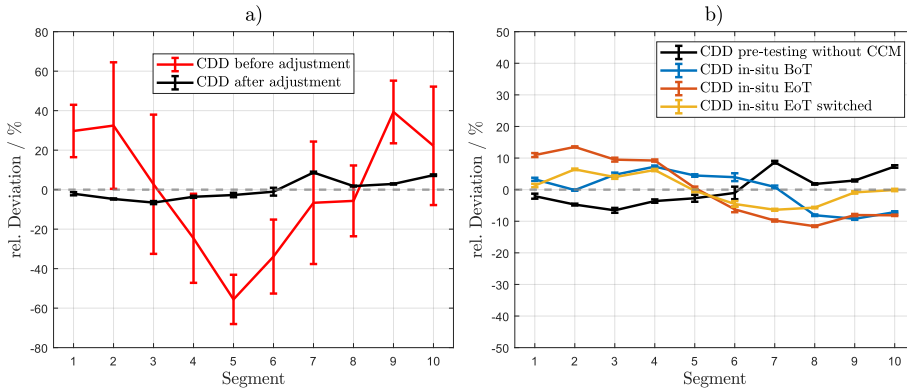 a)
rel. Deviation / %
80
60
40
20
0
-20
-40
-60
-80
CDD before adjustment
CDD after adjustment
1 2 3 4 5 6 7 8 9 10
Segment
b)
rel. Deviation / %
50
40
30
20
10
0
-10
-20
-30
-40
-50
CDD pre-testing without CCM
CDD in-situ BoT
CDD in-situ EoT
CDD in-situ EoT switched
1 2 3 4 5 6 7 8 9 10
Segment